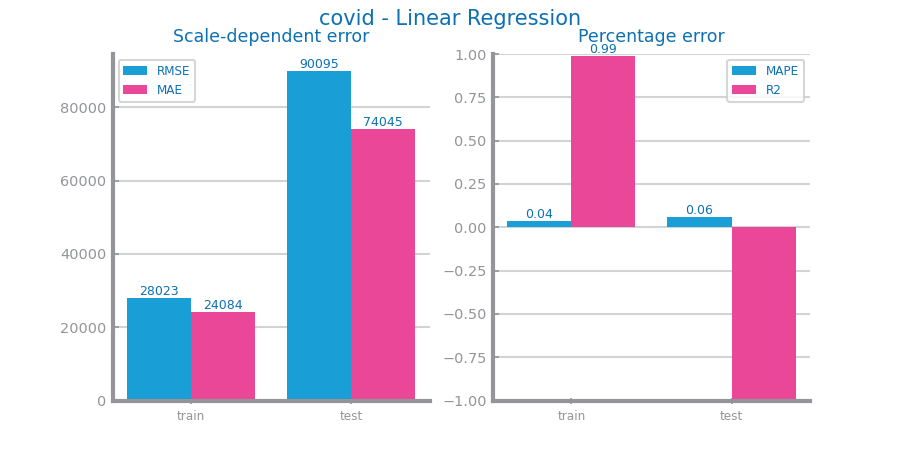 covid - Linear Regression
Scale-dependent error
RMSE
MAE
80000
60000
40000
20000
0
28023
24084
90095
74045
train
test
Percentage error
MAPE
R2
1.00
0.75
0.50
0.25
0.00
−0.25
−0.50
−0.75
−1.00
0.04
0.99
0.06
train
test